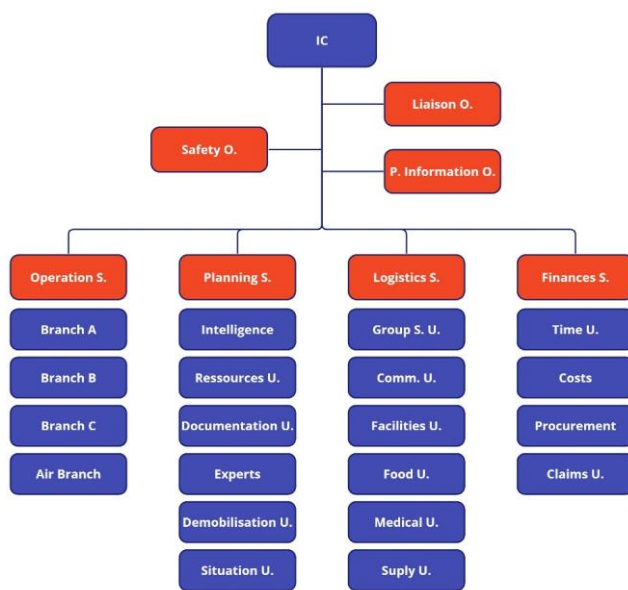 IC
Liaison O.
Safety O.
P. Information O.
Operation S.
Planning S.
Logistics S.
Finances S.
Branch A
Intelligence
Group S. U.
Time U.
Branch B
Ressources U.
Comm. U.
Costs
Branch C
Documentation U.
Facilities U.
Procurement
Air Branch
Experts
Food U.
Claims U.
Demobilisation U.
Medical U.
Situation U.
Suply U.